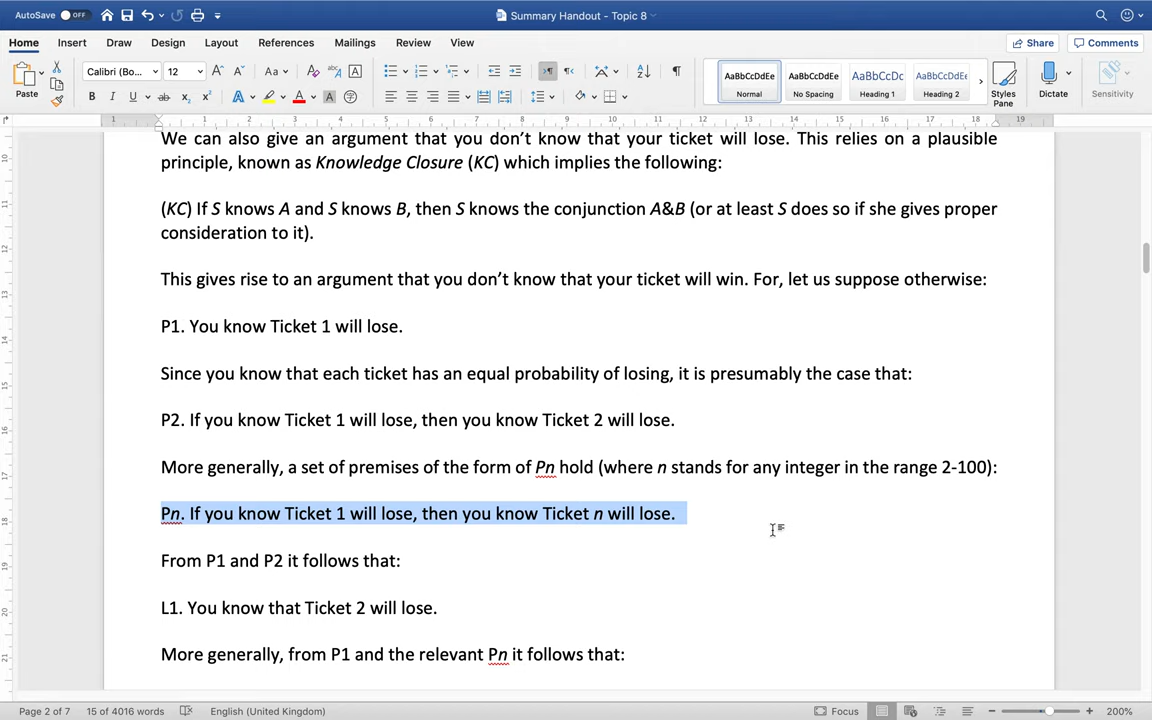 AutoSave OFF
Summary Handout - Topic 8
Home Insert Draw Design Layout References Mailings Review View
Share Comments
Paste
Calibri (Bo... 12
AaBbCcDdEe AaBbCcDdEe AaBbCcDc AaBbCcDdEe
Normal No Spacing Heading 1 Heading 2
Styles Pane
Dictate
Sensitivity
We can also give an argument that you don’t know that your ticket will lose. This relies on a plausible
principle, known as Knowledge Closure (KC) which implies the following:
(KC) If S knows A and S knows B, then S knows the conjunction A&B (or at least S does so if she gives proper
consideration to it).
This gives rise to an argument that you don’t know that your ticket will win. For, let us suppose otherwise:
P1. You know Ticket 1 will lose.
Since you know that each ticket has an equal probability of losing, it is presumably the case that:
P2. If you know Ticket 1 will lose, then you know Ticket 2 will lose.
More generally, a set of premises of the form of Pn hold (where n stands for any integer in the range 2-100):
Pn. If you know Ticket 1 will lose, then you know Ticket n will lose.
From P1 and P2 it follows that:
L1. You know that Ticket 2 will lose.
More generally, from P1 and the relevant Pn it follows that:
Page 2 of 7 15 of 4016 words English (United Kingdom) Focus 200%